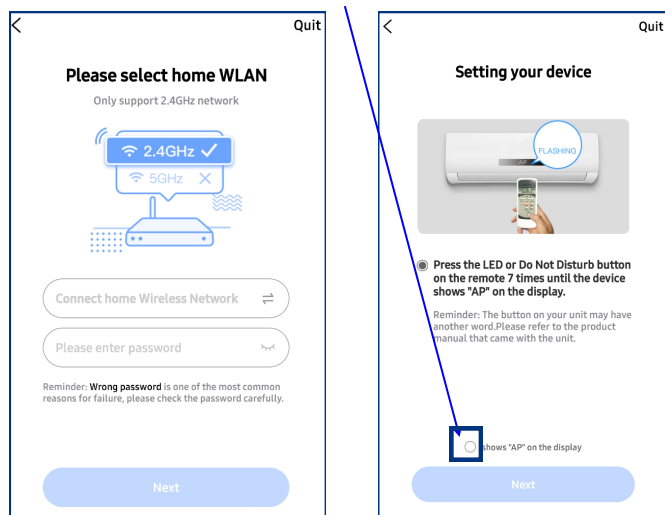 Quit
Please select home WLAN
Only support 2.4GHz network
2.4GHz
5GHz
Connect home Wireless Network
Please enter password
Reminder: Wrong password is one of the most common
reasons for failure, please check the password carefully.
Next
Quit
Setting your device
FLASHING
AP
Press the LED or Do Not Disturb button
on the remote 7 times until the device
shows "AP" on the display.
Reminder: The button on your unit may have
another word.Please refer to the product
manual that came with the unit.
shows "AP" on the display
Next